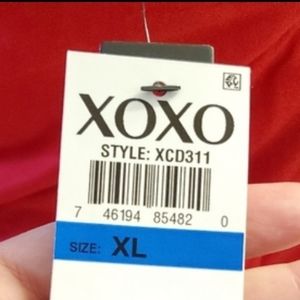 XOXO
STYLE: XCD311
7 46194 85482 0
SIZE: XL